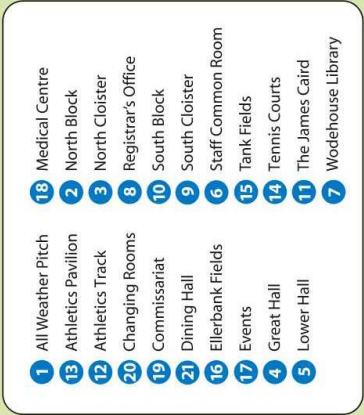 1 All Weather Pitch
13 Athletics Pavilion
12 Athletics Track
20 Changing Rooms
19 Commissariat
21 Dining Hall
16 Ellerbank Fields
17 Events
4 Great Hall
5 Lower Hall
18 Medical Centre
2 North Block
3 North Cloister
8 Registrar's Office
10 South Block
9 South Cloister
6 Staff Common Room
15 Tank Fields
14 Tennis Courts
11 The James Caird
7 Wodehouse Library